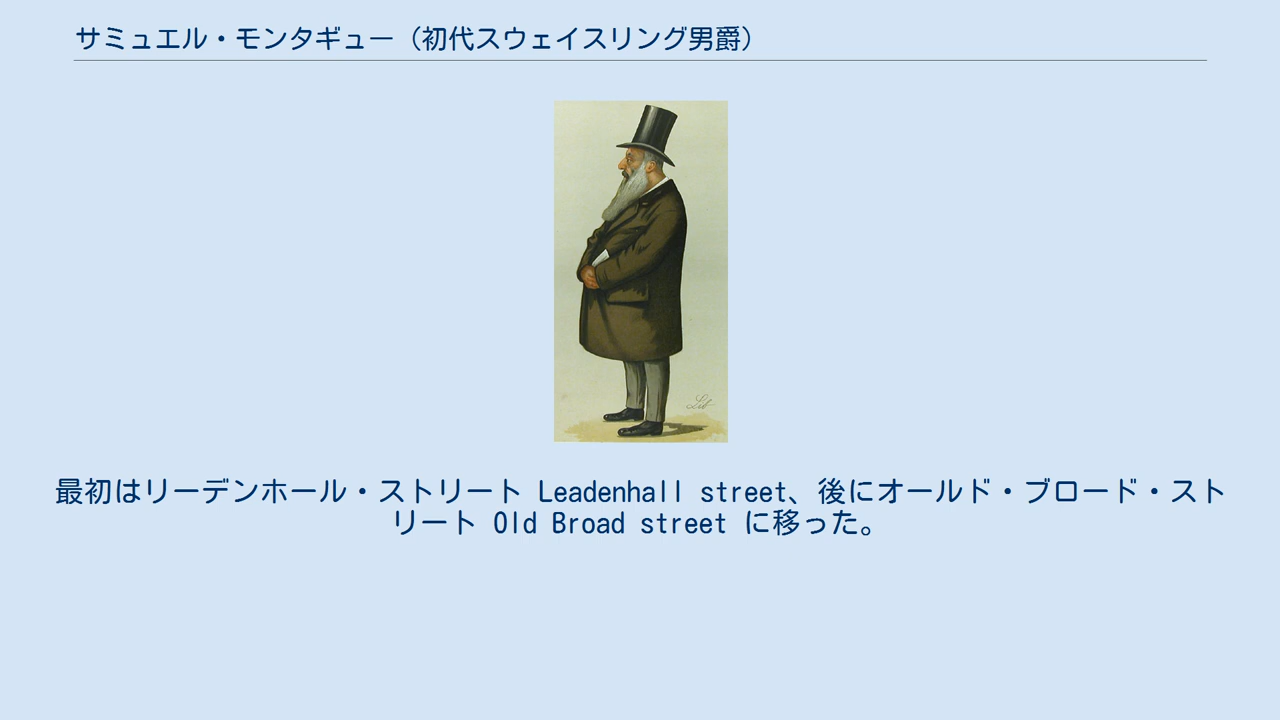 サミュエル・モンタギュー（初代スウェイスリング男爵）
Lib
最初はリーデンホール・ストリート Leadenhall street、後にオールド・ブロード・スト
リート Old Broad street に移った。